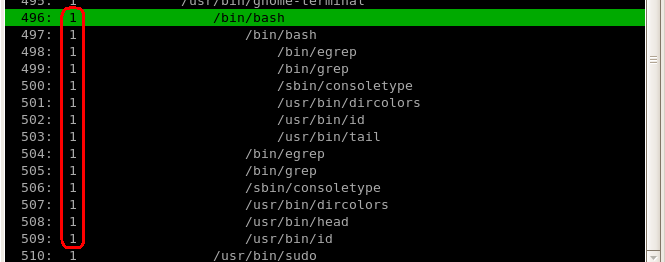 495: 1 /usr/bin/gnome-terminal
496: 1 /bin/bash
497: 1 /bin/bash
498: 1 /bin/egrep
499: 1 /bin/grep
500: 1 /sbin/consoletype
501: 1 /usr/bin/dircolors
502: 1 /usr/bin/id
503: 1 /usr/bin/tail
504: 1 /bin/egrep
505: 1 /bin/grep
506: 1 /sbin/consoletype
507: 1 /usr/bin/dircolors
508: 1 /usr/bin/head
509: 1 /usr/bin/id
510: 1 /usr/bin/sudo